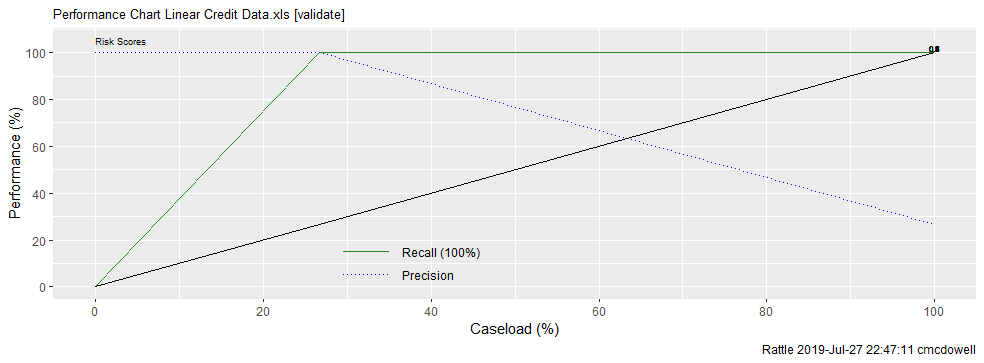 Performance Chart Linear Credit Data.xls [validate]
Risk Scores
100
80
60
40
20
0
Performance (%)
Recall (100%)
Precision
0 20 40 60 80 100
Caseload (%)
Rattle 2019-Jul-27 22:47:11 cmcdowell